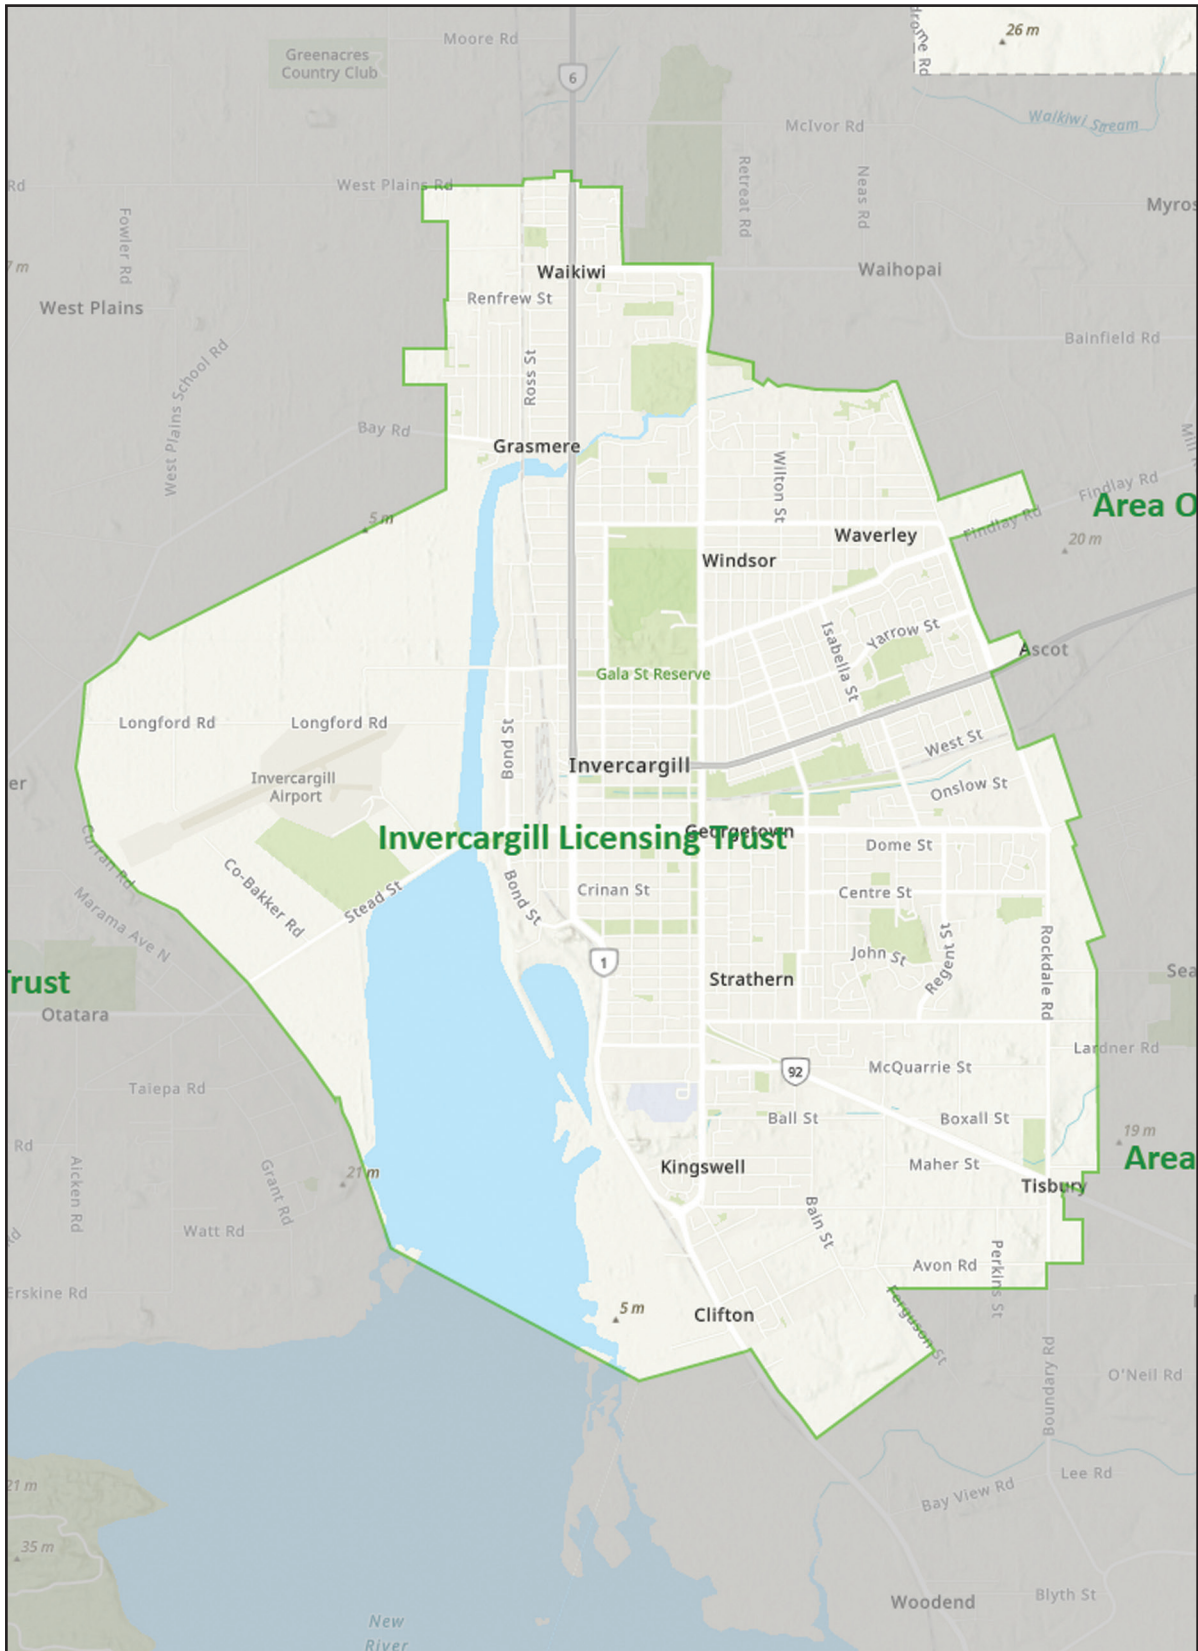 Moore Rd
26 m
Greenacres
Country Club
6
McIvor Rd
Waikiwi Stream
Rd
West Plains Rd
Retreat Rd
Neas Rd
Myros
Fowler Rd
7 m
Waikiwi
Waihopai
West Plains
Renfrew St
Bainfield Rd
West Plains School Rd
Ross St
Bay Rd
Grasmere
Wilton St
Findlay Rd
Area O
5 m
Findlay Rd
Waverley
20 m
Windsor
Isabella St
Yarrow St
Ascot
Gala St Reserve
Longford Rd
Longford Rd
Bond St
West St
Invercargill
er
Invercargill
Airport
Onslow St
Curran Rd
Invercargill Licensing Trust
Georgetown
Dome St
Co-Bakker Rd
Stead St
Bond St
Crinan St
Centre St
Marama Ave N
Regent St
Rockdale Rd
John St
1
Strathern
Sea
Trust
Otatara
Lardner Rd
92
McQuarrie St
Taiepa Rd
Ball St
Boxall St
19 m
Rd
Area
Aicken Rd
Grant Rd
21 m
Kingswell
Maher St
Tisbury
Watt Rd
Bain St
Avon Rd
Perkins St
Erskine Rd
5 m
Clifton
Ferguson St
Boundary Rd
O'Neil Rd
21 m
Lee Rd
Bay View Rd
35 m
Woodend
Blyth St
New
River